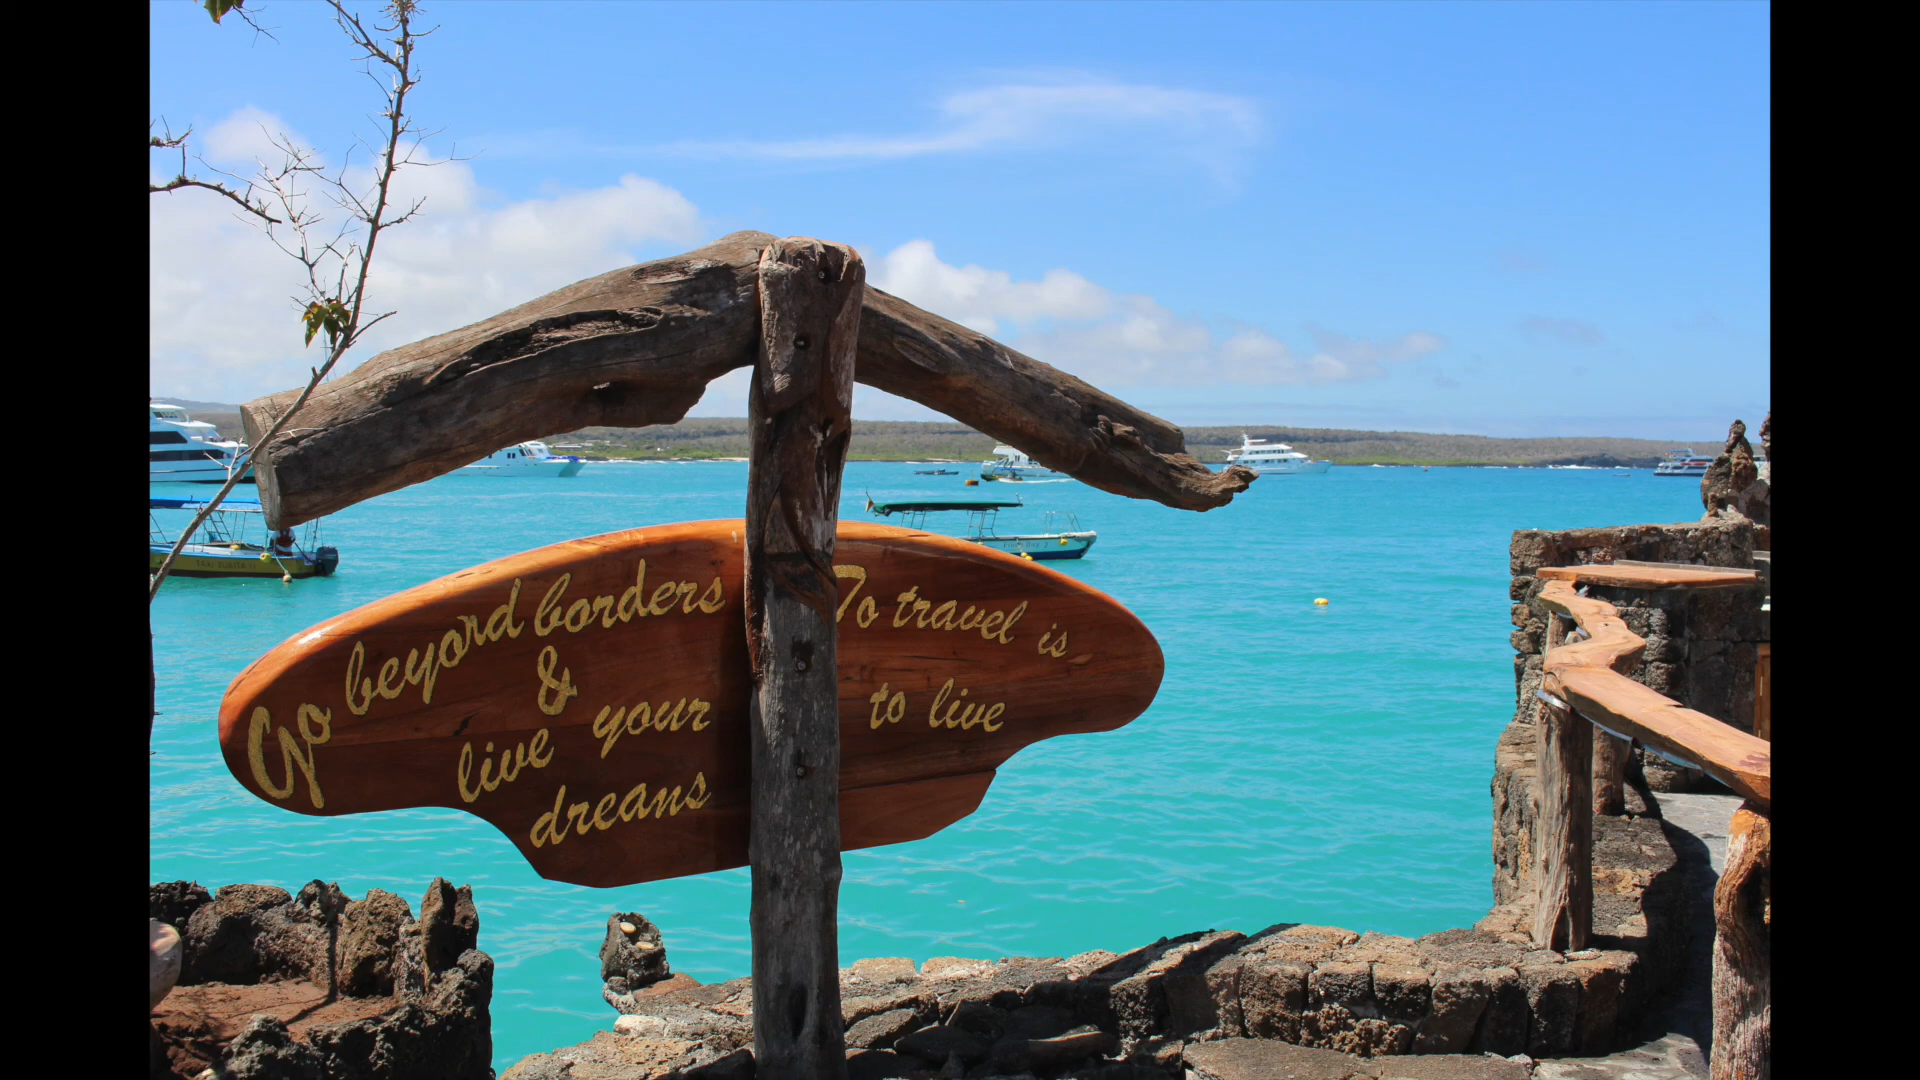 Go beyond borders
&
live your
dreans
To travel is
to live